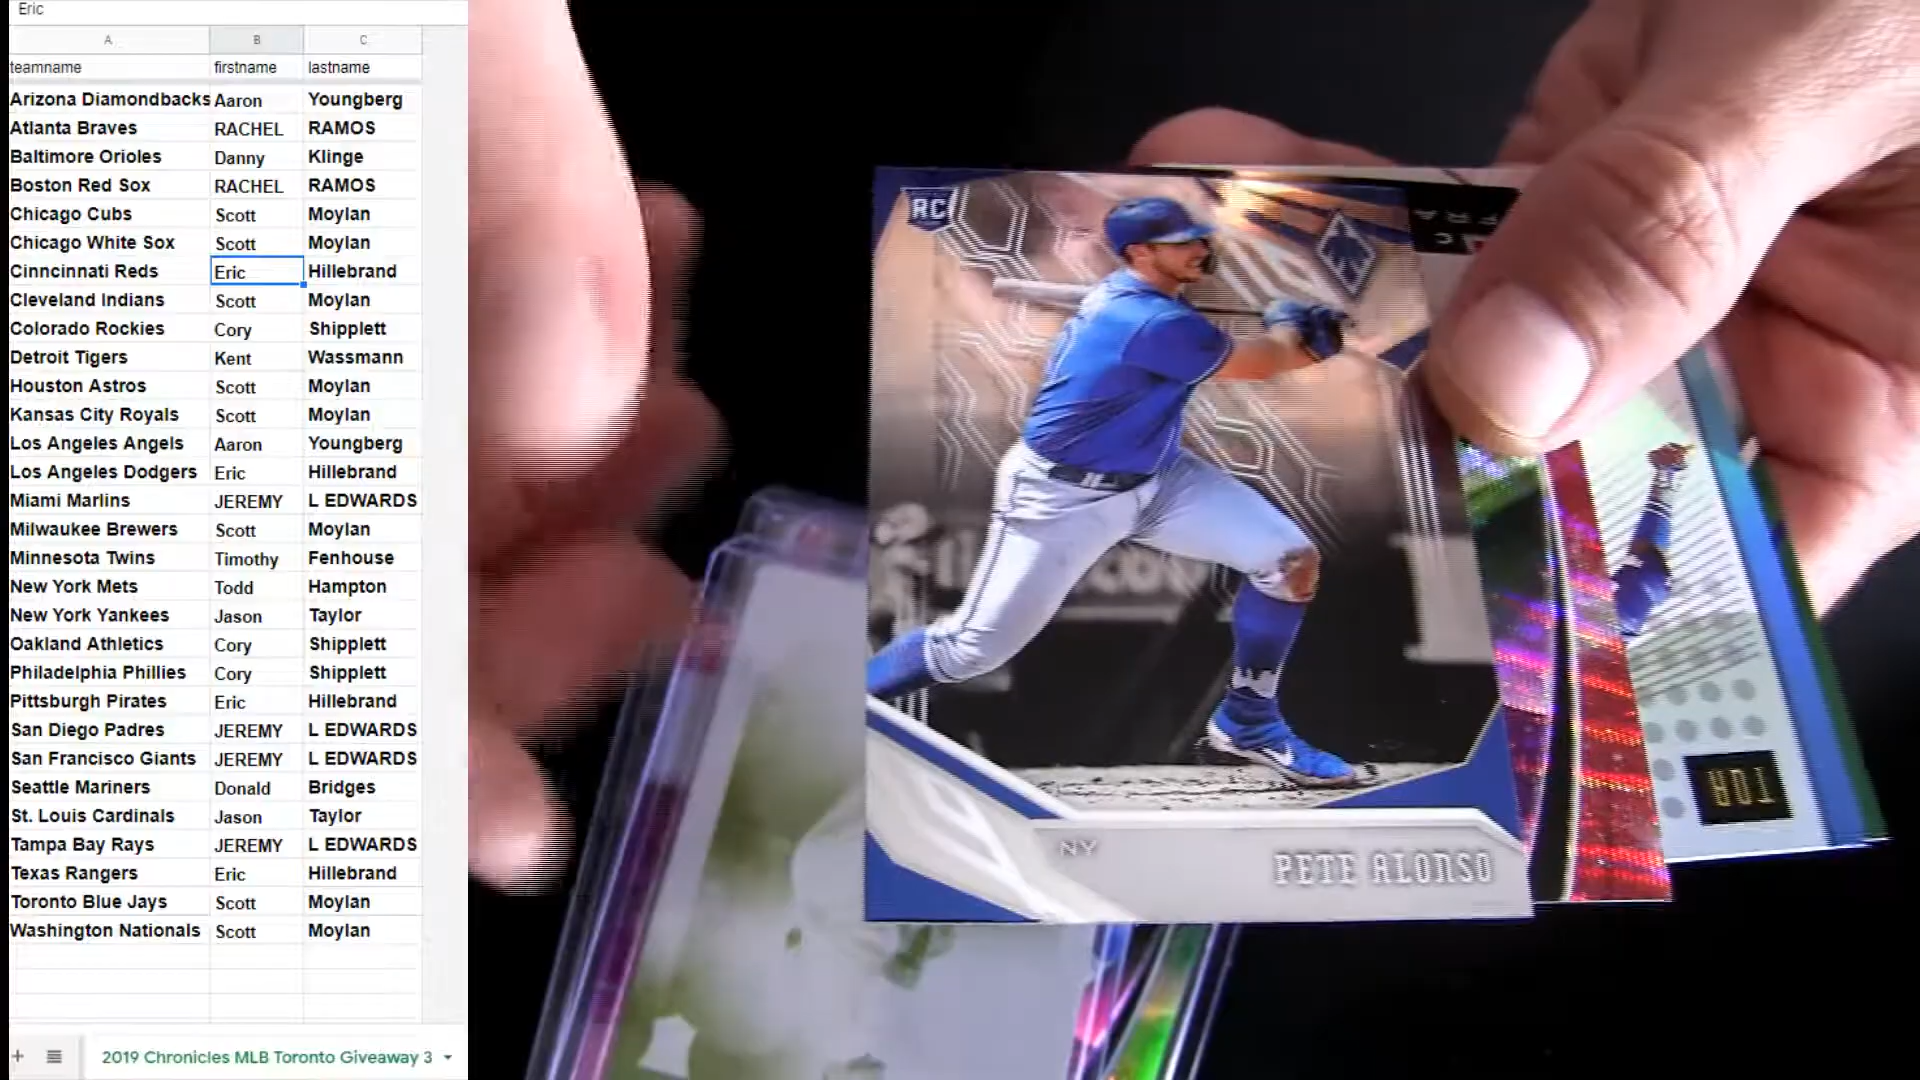 Eric
A B C
teamname firstname lastname
Arizona Diamondbacks Aaron Youngberg
Atlanta Braves RACHEL RAMOS
Baltimore Orioles Danny Klinge
Boston Red Sox RACHEL RAMOS
Chicago Cubs Scott Moylan
Chicago White Sox Scott Moylan
Cinncinnati Reds Eric Hillebrand
Cleveland Indians Scott Moylan
Colorado Rockies Cory Shipplett
Detroit Tigers Kent Wassmann
Houston Astros Scott Moylan
Kansas City Royals Scott Moylan
Los Angeles Angels Aaron Youngberg
Los Angeles Dodgers Eric Hillebrand
Miami Marlins JEREMY L EDWARDS
Milwaukee Brewers Scott Moylan
Minnesota Twins Timothy Fenhouse
New York Mets Todd Hampton
New York Yankees Jason Taylor
Oakland Athletics Cory Shipplett
Philadelphia Phillies Cory Shipplett
Pittsburgh Pirates Eric Hillebrand
San Diego Padres JEREMY L EDWARDS
San Francisco Giants JEREMY L EDWARDS
Seattle Mariners Donald Bridges
St. Louis Cardinals Jason Taylor
Tampa Bay Rays JEREMY L EDWARDS
Texas Rangers Eric Hillebrand
Toronto Blue Jays Scott Moylan
Washington Nationals Scott Moylan
2019 Chronicles MLB Toronto Giveaway 3
RC
NY
PETE ALONSO